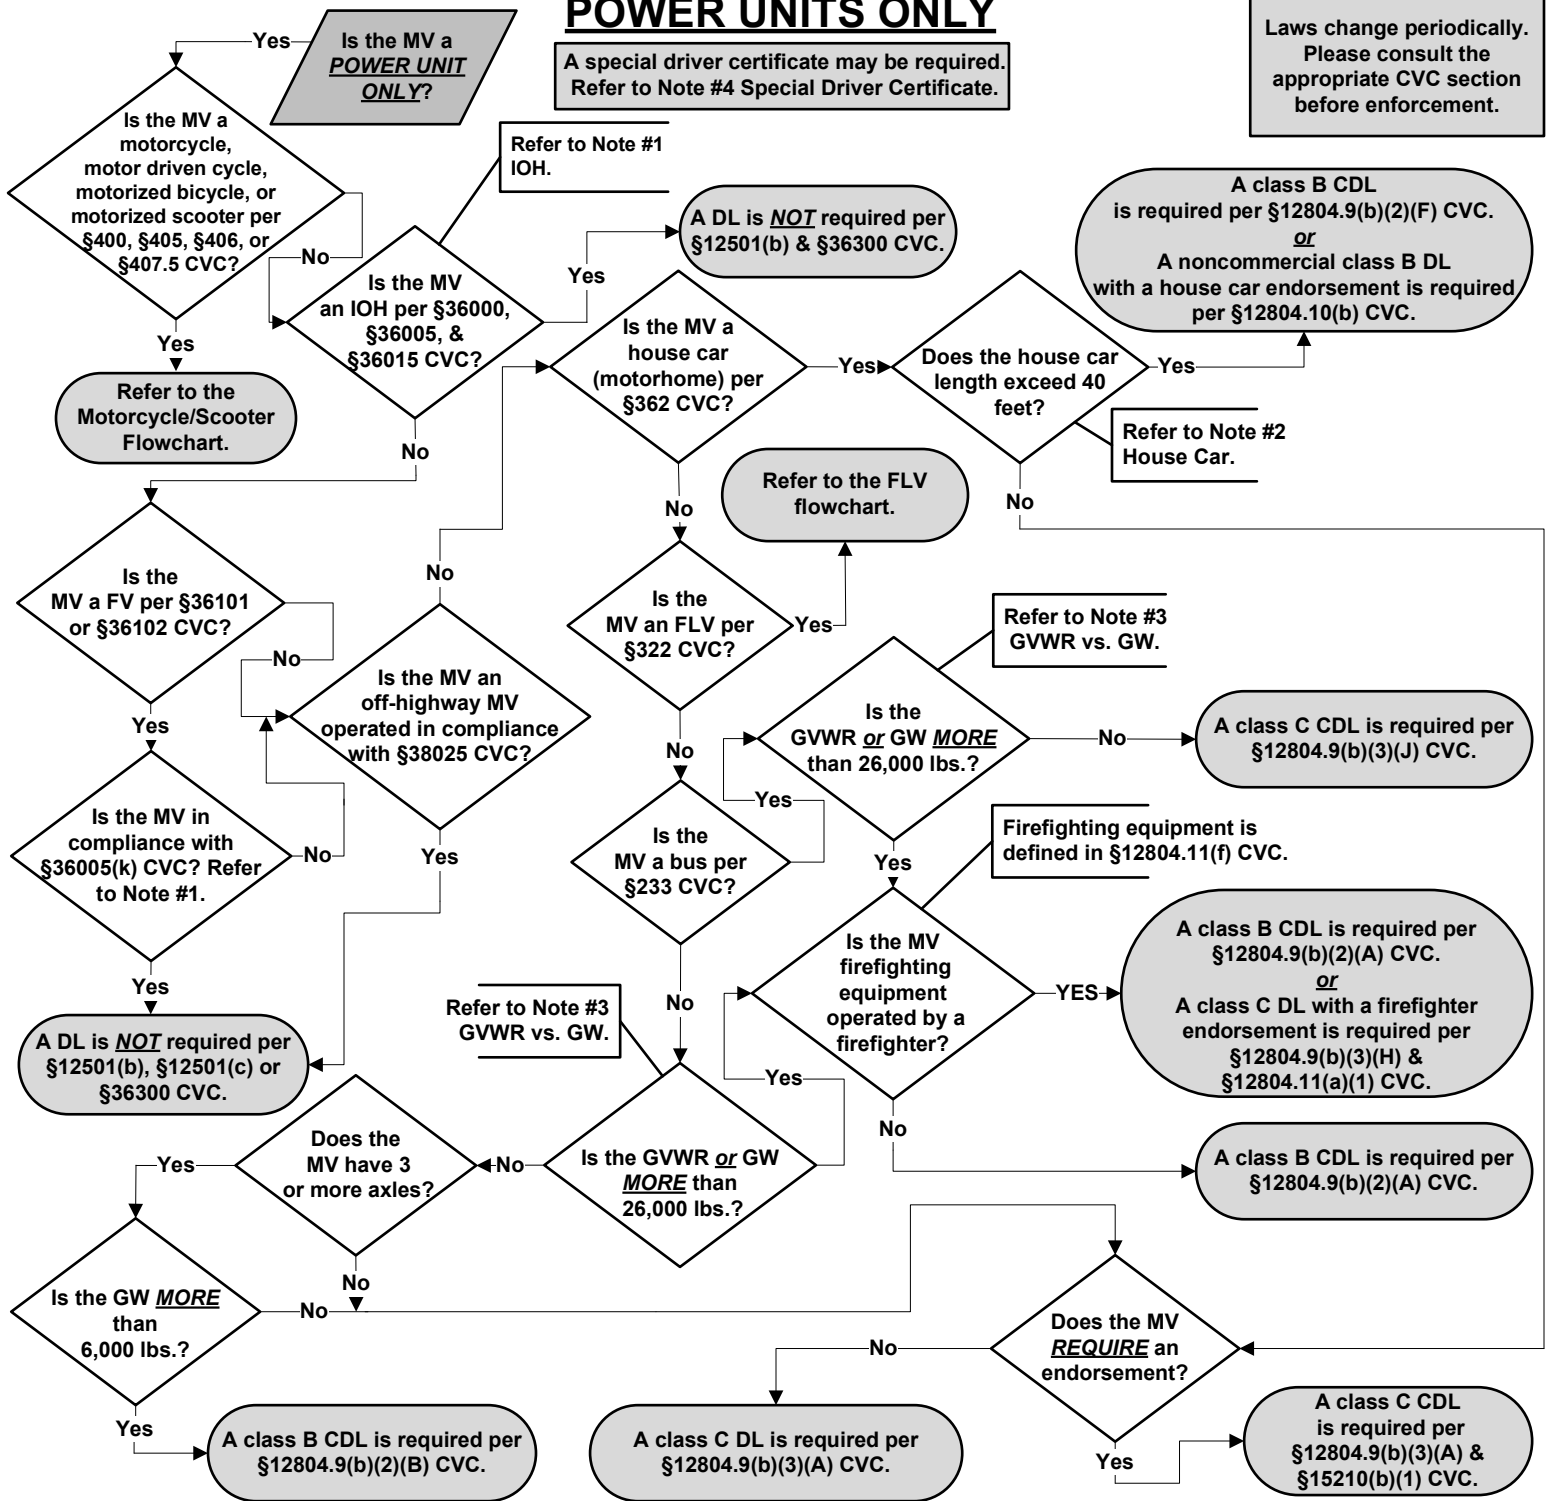 POWER UNITS ONLY
Laws change periodically.
Please consult the
appropriate CVC section
before enforcement.
A special driver certificate may be required.
Refer to Note #4 Special Driver Certificate.
Is the MV a
POWER UNIT
ONLY?
Yes
Is the MV a
motorcycle,
motor driven cycle,
motorized bicycle, or
motorized scooter per
§400, §405, §406, or
§407.5 CVC?
No
Yes
Refer to the
Motorcycle/Scooter
Flowchart.
Refer to Note #1
IOH.
Is the MV
an IOH per §36000,
§36005, &
§36015 CVC?
Yes
A DL is NOT required per
§12501(b) & §36300 CVC.
No
Is the MV a
house car
(motorhome) per
§362 CVC?
Yes
Does the house car
length exceed 40
feet?
Yes
A class B CDL
is required per §12804.9(b)(2)(F) CVC.
or
A noncommercial class B DL
with a house car endorsement is required
per §12804.10(b) CVC.
Refer to Note #2
House Car.
No
No
Refer to the FLV
flowchart.
Is the
MV a FV per §36101
or §36102 CVC?
No
Yes
Is the MV an
off-highway MV
operated in compliance
with §38025 CVC?
No
Yes
Is the
MV an FLV per
§322 CVC?
Yes
No
Refer to Note #3
GVWR vs. GW.
Is the
GVWR or GW MORE
than 26,000 lbs.?
No
A class C CDL is required per
§12804.9(b)(3)(J) CVC.
Yes
Is the MV in
compliance with
§36005(k) CVC? Refer
to Note #1.
No
Yes
A DL is NOT required per
§12501(b), §12501(c) or
§36300 CVC.
Is the
MV a bus per
§233 CVC?
Yes
No
Firefighting equipment is
defined in §12804.11(f) CVC.
Is the MV
firefighting
equipment
operated by a
firefighter?
YES
A class B CDL is required per
§12804.9(b)(2)(A) CVC.
or
A class C DL with a firefighter
endorsement is required per
§12804.9(b)(3)(H) &
§12804.11(a)(1) CVC.
No
A class B CDL is required per
§12804.9(b)(2)(A) CVC.
Refer to Note #3
GVWR vs. GW.
Is the GVWR or GW
MORE than
26,000 lbs.?
Yes
No
Does the
MV have 3
or more axles?
Yes
No
Is the GW MORE
than
6,000 lbs.?
No
Yes
A class B CDL is required per
§12804.9(b)(2)(B) CVC.
Does the MV
REQUIRE an
endorsement?
No
A class C DL is required per
§12804.9(b)(3)(A) CVC.
Yes
A class C CDL
is required per
§12804.9(b)(3)(A) &
§15210(b)(1) CVC.